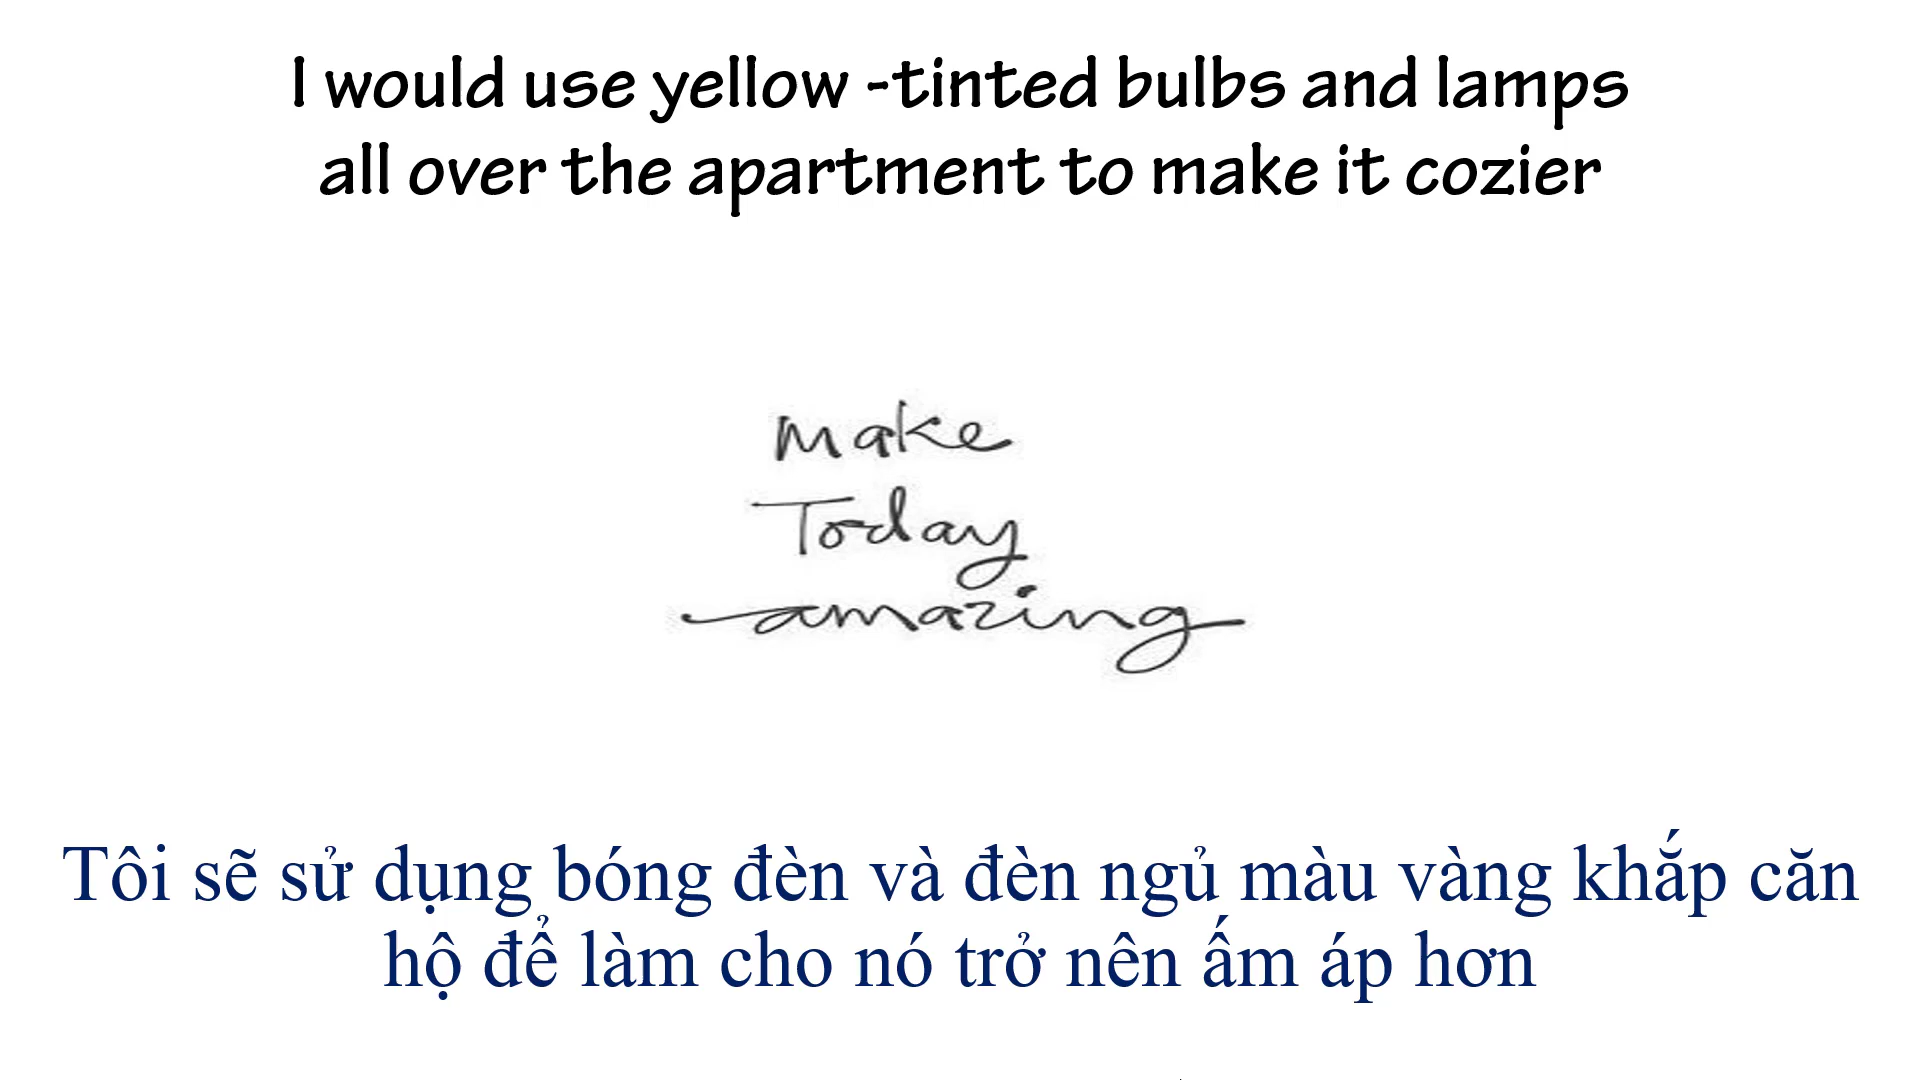 I would use yellow -tinted bulbs and lamps
all over the apartment to make it cozier
Make
Today
amazing
Tôi sẽ sử dụng bóng đèn và đèn ngủ màu vàng khắp căn
hộ để làm cho nó trở nên ấm áp hơn